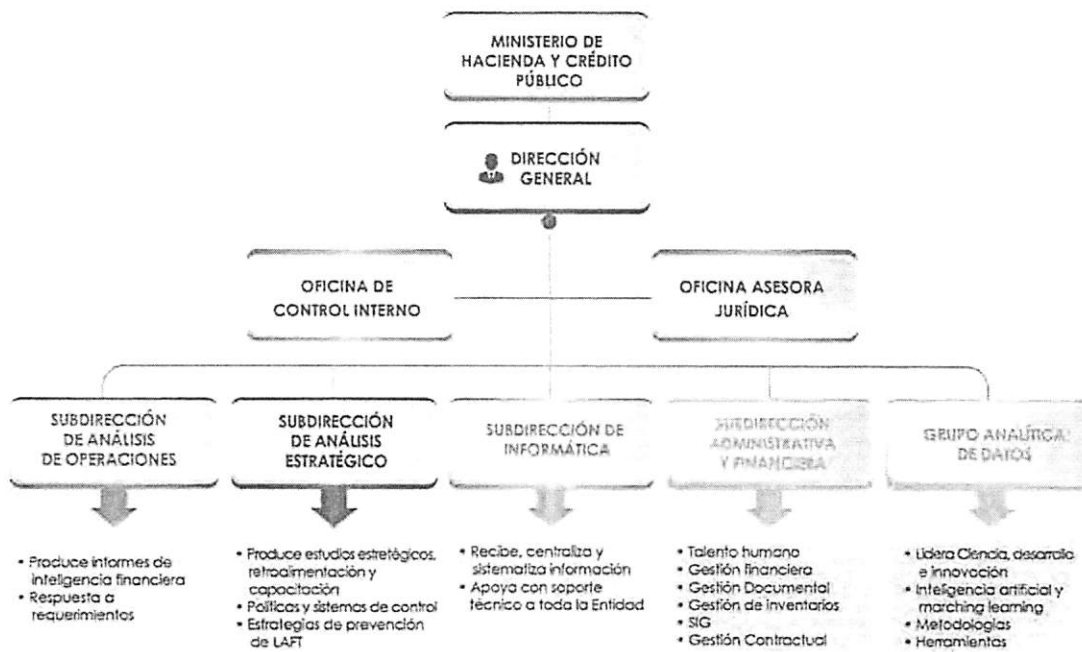 MINISTERIO DE
HACIENDA Y CRÉDITO
PÚBLICO
DIRECCIÓN
GENERAL
OFICINA DE
CONTROL INTERNO
OFICINA ASESORA
JURÍDICA
SUBDIRECCIÓN
DE ANÁLISIS
DE OPERACIONES
SUBDIRECCIÓN
DE ANÁLISIS
ESTRATÉGICO
SUBDIRECCIÓN DE
INFORMÁTICA
SUBDIRECCIÓN
ADMINISTRATIVA
Y FINANCIERA
GRUPO ANALÍTICA
DE DATOS
• Produce informes de
inteligencia financiera
• Respuesta a
requerimientos
• Produce estudios estratégicos,
retroalimentación y
capacitación
• Políticas y sistemas de control
• Estrategias de prevención
de LAFT
• Recibe, centraliza y
sistematiza información
• Apoya con soporte
técnico a toda la Entidad
• Talento humano
• Gestión financiera
• Gestión Documental
• Gestión de inventarios
• SIG
• Gestión Contractual
• Lidera Ciencia, desarrollo
e innovación
• Inteligencia artificial y
marching learning
• Metodologías
• Herramientas